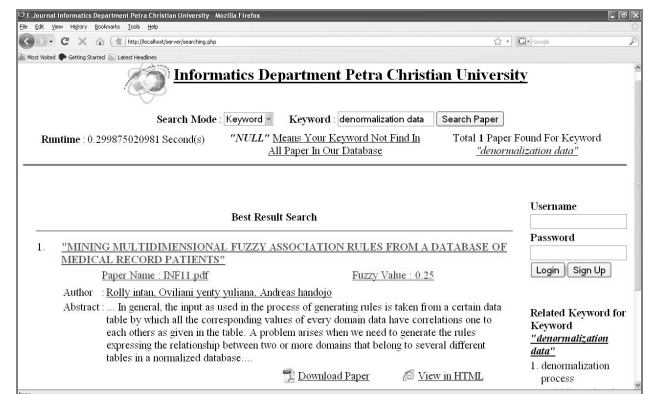 E Journal Informatics Department Petra Christian University - Mozilla Firefox
File Edit View History Bookmarks Tools Help
http://localhost/server/searching.php
Google
Most Visited Getting Started Latest Headlines
Informatics Department Petra Christian University
Search Mode : Keyword Keyword : denormalization data Search Paper
Runtime : 0.299875020981 Second(s)
"NULL" Means Your Keyword Not Find In
All Paper In Our Database
Total 1 Paper Found For Keyword
"denormalization data"
Best Result Search
1. "MINING MULTIDIMENSIONAL FUZZY ASSOCIATION RULES FROM A DATABASE OF
MEDICAL RECORD PATIENTS"
Paper Name : INF11.pdf Fuzzy Value : 0.25
Author : Rolly intan, Oviliani yenty yuliana, Andreas handojo
Abstract : ... In general, the input as used in the process of generating rules is taken from a certain data
table by which all the corresponding values of every domain data have correlations one to
each others as given in the table. A problem arises when we need to generate the rules
expressing the relationship between two or more domains that belong to several different
tables in a normalized database....
Download Paper View in HTML
Username
Password
Login Sign Up
Related Keyword for
Keyword
"denormalization
data"
1. denormalization
process